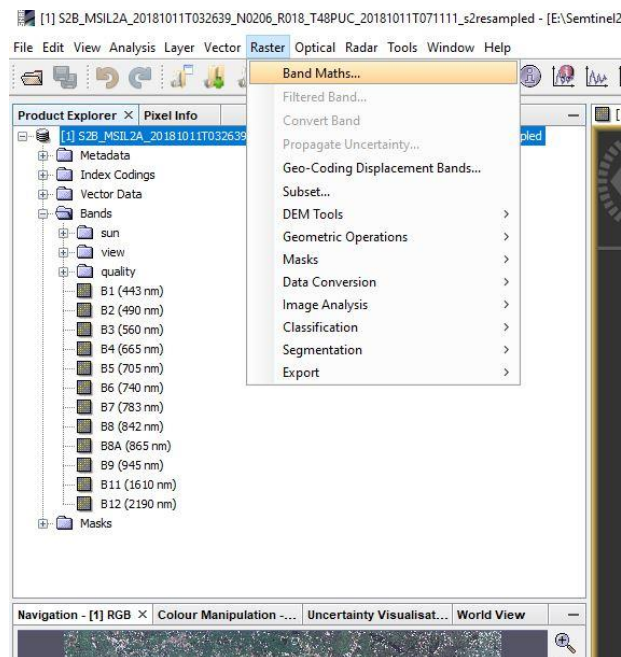 [1] S2B_MSIL2A_20181011T032639_N0206_R018_T48PUC_20181011T071111_s2resampled - [E:\Semtinel2
File Edit View Analysis Layer Vector Raster Optical Radar Tools Window Help
Band Maths...
Filtered Band...
Convert Band
Propagate Uncertainty...
Geo-Coding Displacement Bands...
Subset...
DEM Tools
Geometric Operations
Masks
Data Conversion
Image Analysis
Classification
Segmentation
Export
Product Explorer × Pixel Info
[1] S2B_MSIL2A_20181011T032639
pled
Metadata
Index Codings
Vector Data
Bands
sun
view
quality
B1 (443 nm)
B2 (490 nm)
B3 (560 nm)
B4 (665 nm)
B5 (705 nm)
B6 (740 nm)
B7 (783 nm)
B8 (842 nm)
B8A (865 nm)
B9 (945 nm)
B11 (1610 nm)
B12 (2190 nm)
Masks
Navigation - [1] RGB × Colour Manipulation -... Uncertainty Visualisat... World View